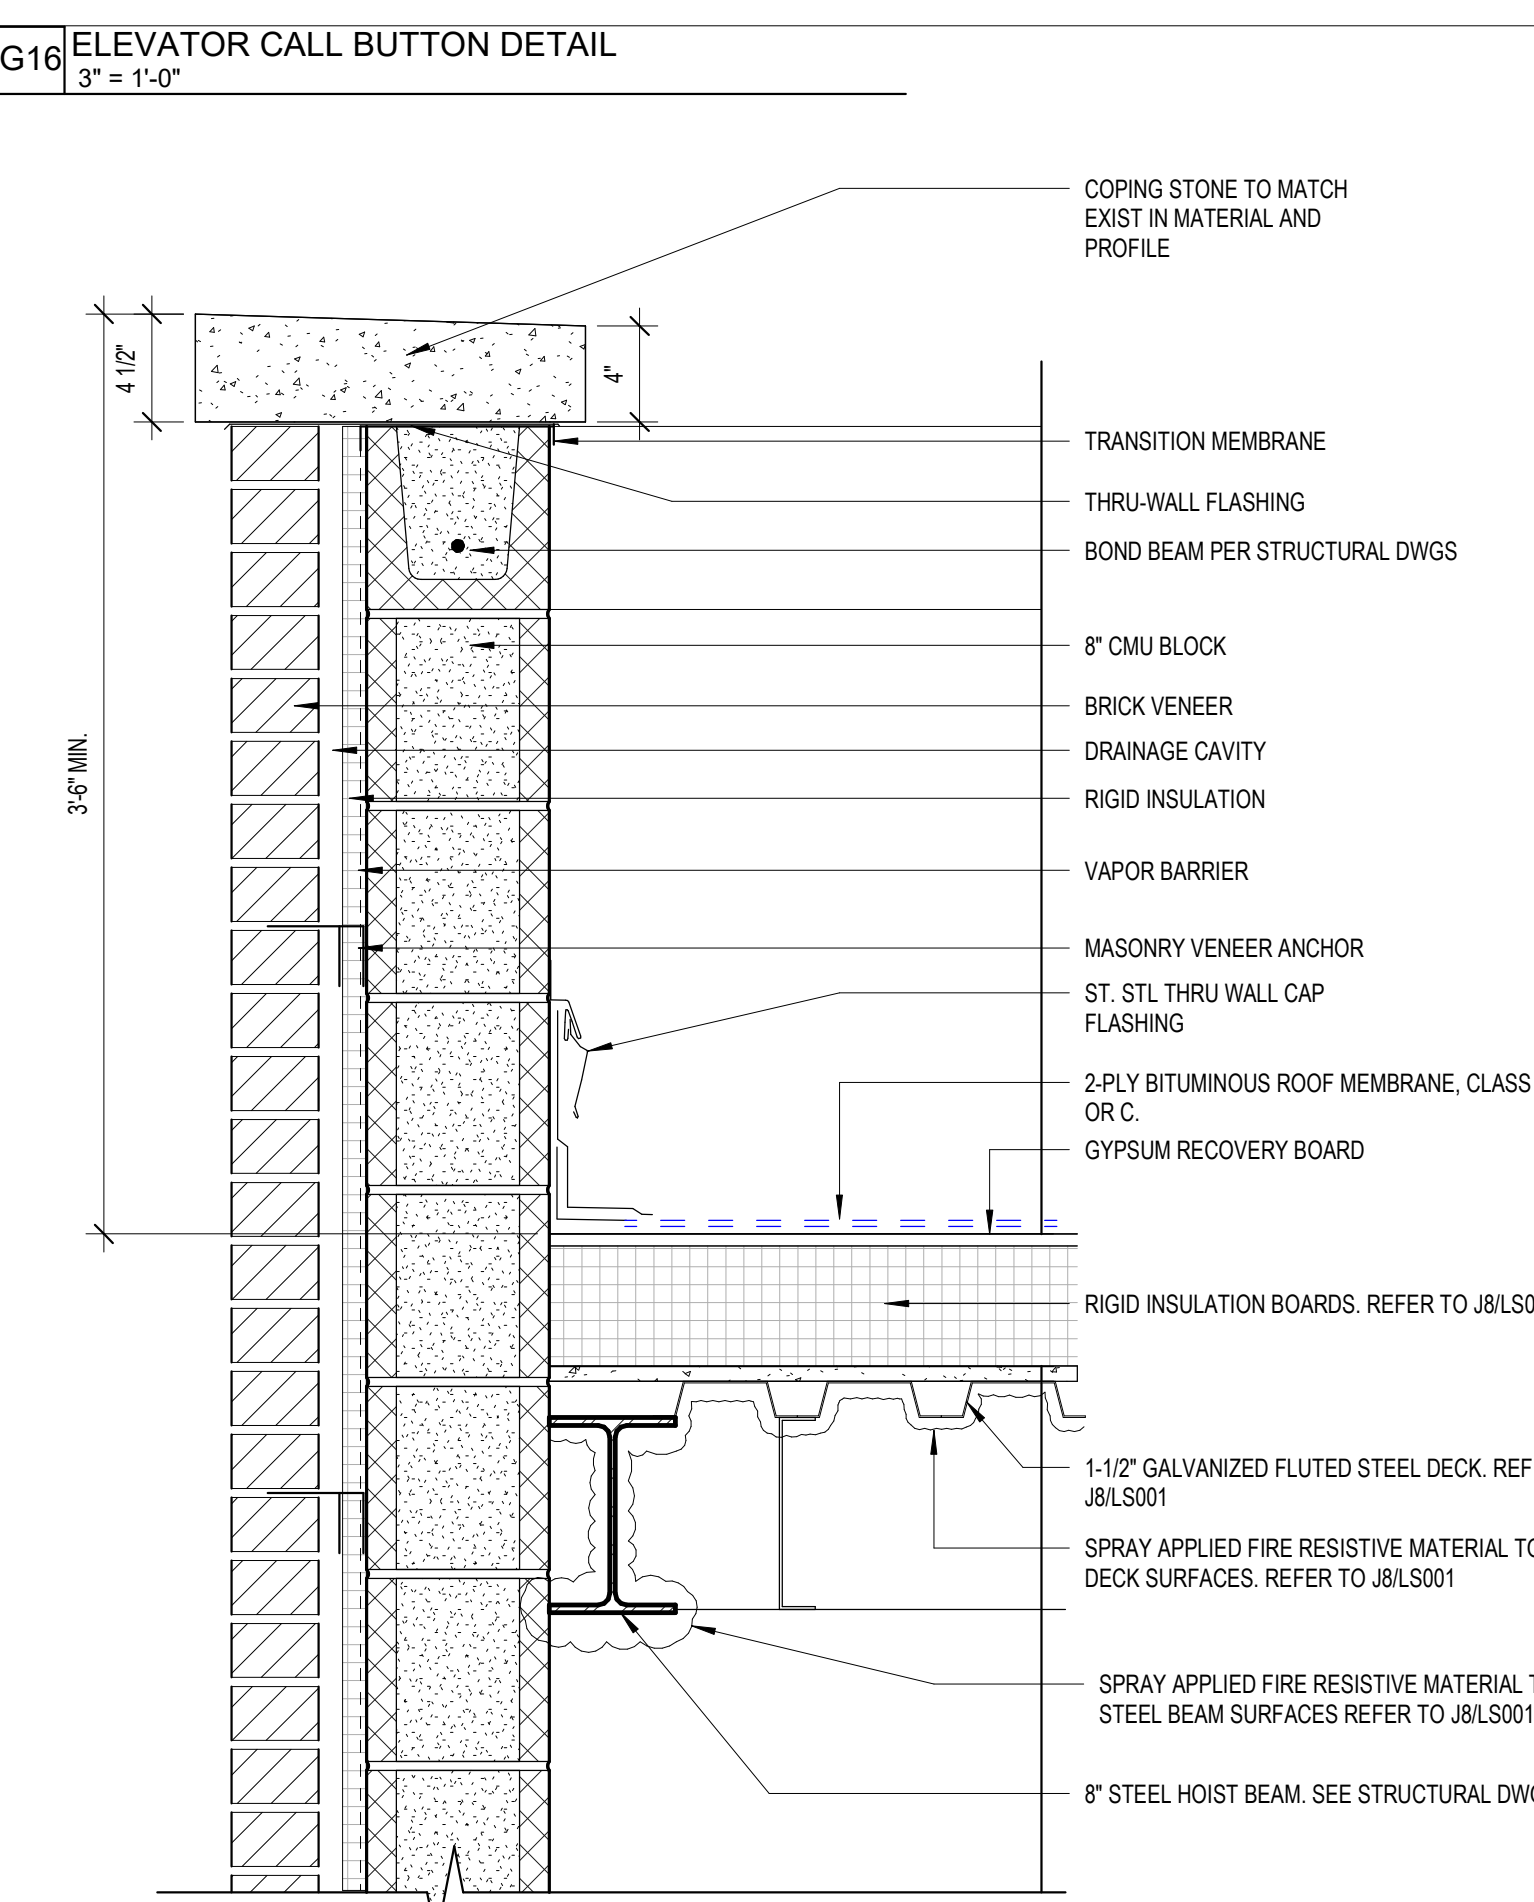 G16
ELEVATOR CALL BUTTON DETAIL
3" = 1'-0"
COPING STONE TO MATCH
EXIST IN MATERIAL AND
PROFILE
4 1/2"
4"
TRANSITION MEMBRANE
THRU-WALL FLASHING
BOND BEAM PER STRUCTURAL DWGS
8" CMU BLOCK
BRICK VENEER
3'-6" MIN.
DRAINAGE CAVITY
RIGID INSULATION
VAPOR BARRIER
MASONRY VENEER ANCHOR
ST. STL THRU WALL CAP
FLASHING
2-PLY BITUMINOUS ROOF MEMBRANE, CLASS
OR C.
GYPSUM RECOVERY BOARD
RIGID INSULATION BOARDS. REFER TO
1-1/2" GALVANIZED FLUTED STEEL DECK.
J8/LS001
SPRAY APPLIED FIRE RESISTIVE MATERIAL
DECK SURFACES. REFER TO J8/LS001
SPRAY APPLIED FIRE RESISTIVE MATERIAL
STEEL BEAM SURFACES REFER TO J8/LS001
8" STEEL HOIST BEAM. SEE STRUCTURAL